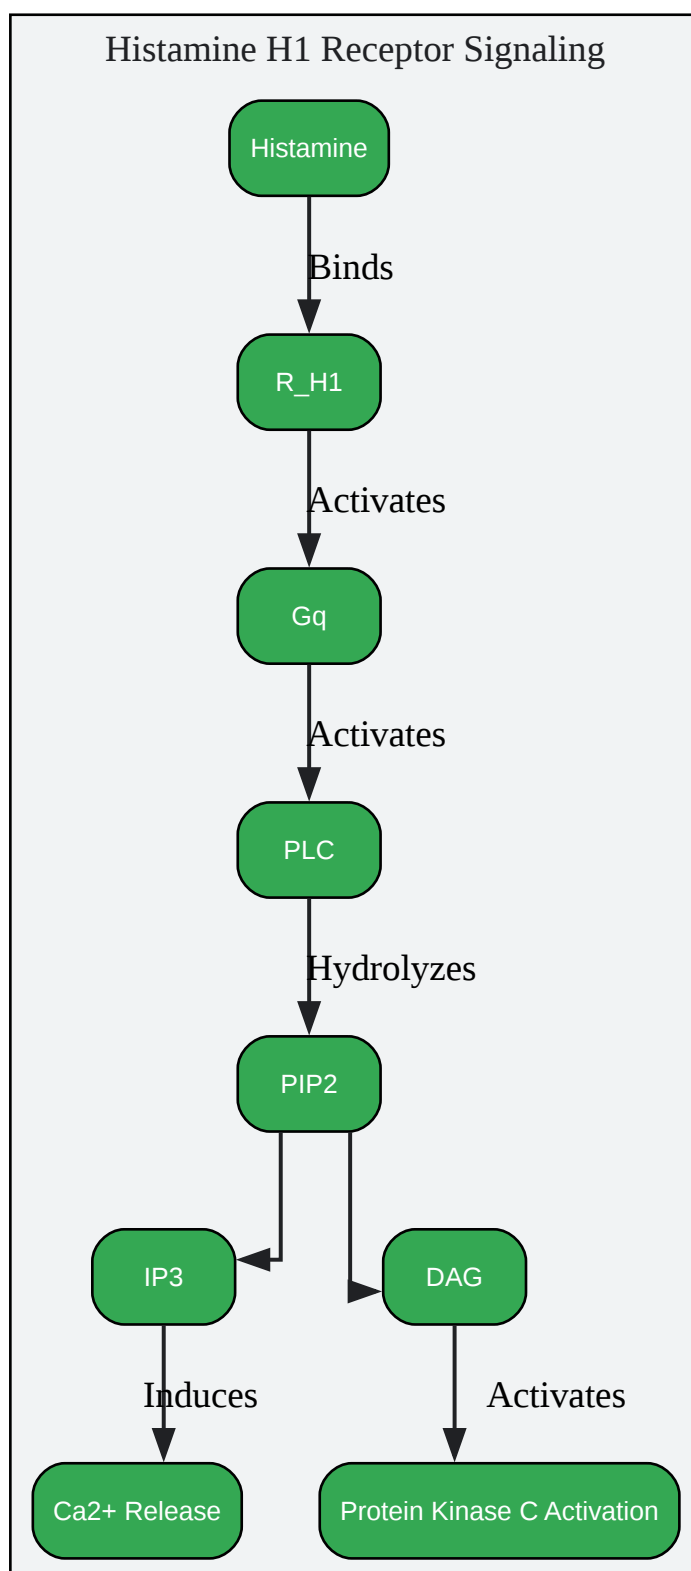 Histamine H1 Receptor Signaling
Histamine
Binds
R_H1
Activates
Gq
Activates
PLC
Hydrolyzes
PIP2
IP3
DAG
Induces
Activates
Ca2+ Release
Protein Kinase C Activation